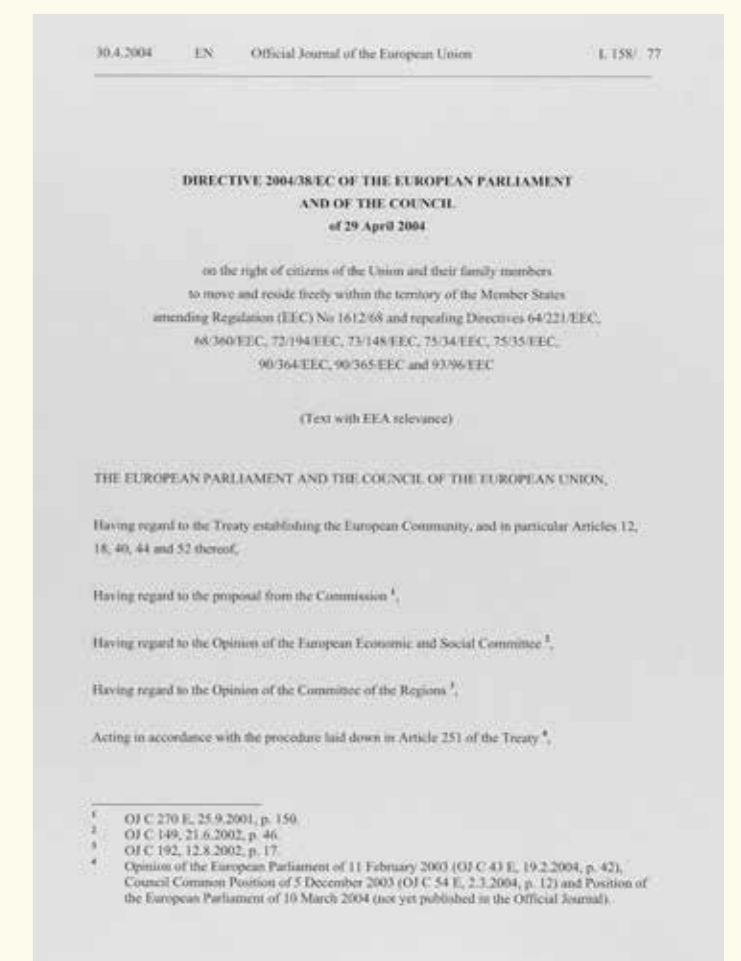 30.4.2004 EN Official Journal of the European Union L 158/ 77
DIRECTIVE 2004/38/EC OF THE EUROPEAN PARLIAMENT
AND OF THE COUNCIL
of 29 April 2004
on the right of citizens of the Union and their family members
to move and reside freely within the territory of the Member States
amending Regulation (EEC) No 1612/68 and repealing Directives 64/221/EEC,
68/360/EEC, 72/194/EEC, 73/148/EEC, 75/34/EEC, 75/35/EEC,
90/364/EEC, 90/365/EEC and 93/96/EEC
(Text with EEA relevance)
THE EUROPEAN PARLIAMENT AND THE COUNCIL OF THE EUROPEAN UNION,
Having regard to the Treaty establishing the European Community, and in particular Articles 12,
18, 40, 44 and 52 thereof,
Having regard to the proposal from the Commission 1,
Having regard to the Opinion of the European Economic and Social Committee 2,
Having regard to the Opinion of the Committee of the Regions 3,
Acting in accordance with the procedure laid down in Article 251 of the Treaty 4,
1 OJ C 270 E, 25.9.2001, p. 150.
2 OJ C 149, 21.6.2002, p. 46.
3 OJ C 192, 12.8.2002, p. 17.
4 Opinion of the European Parliament of 11 February 2003 (OJ C 43 E, 19.2.2004, p. 42),
Council Common Position of 5 December 2003 (OJ C 54 E, 2.3.2004, p. 12) and Position of
the European Parliament of 10 March 2004 (not yet published in the Official Journal).